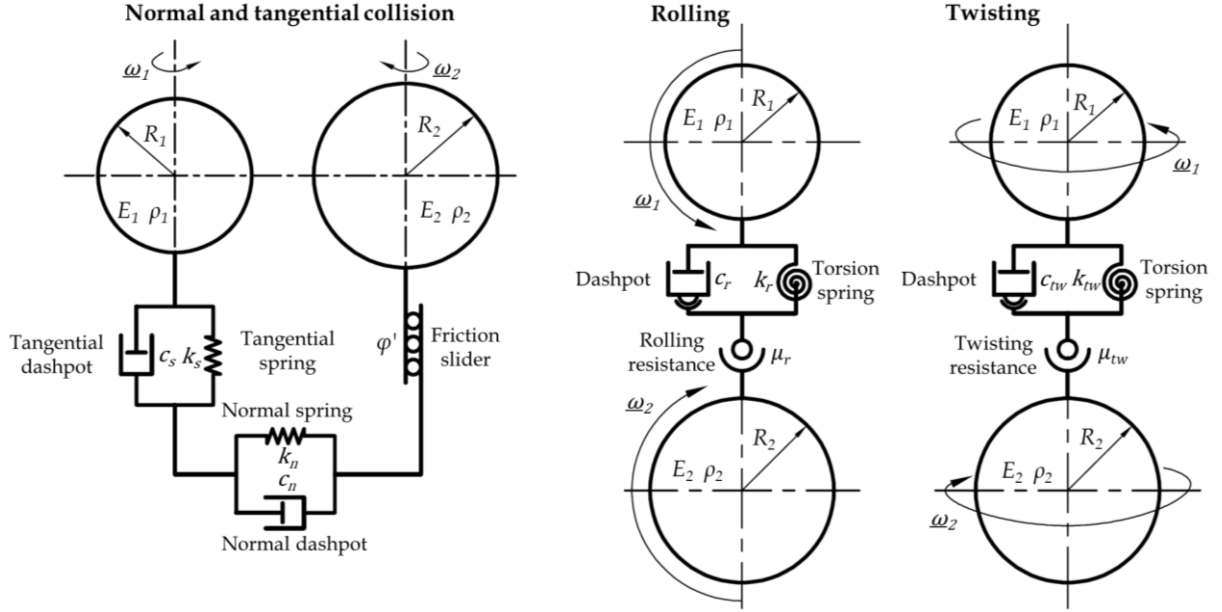 Normal and tangential collision
ω1
ω2
R1
R2
E1 ρ1
E2 ρ2
Tangential
dashpot
cs ks
Tangential
spring
φ'
Friction
slider
Normal spring
kn
cn
Normal dashpot
Rolling
R1
E1 ρ1
ω1
Dashpot
cr
kr
Torsion
spring
Rolling
resistance
μr
ω2
R2
E2 ρ2
Twisting
R1
E1 ρ1
ω1
Dashpot
ctw ktw
Torsion
spring
Twisting
resistance
μtw
R2
E2 ρ2
ω2